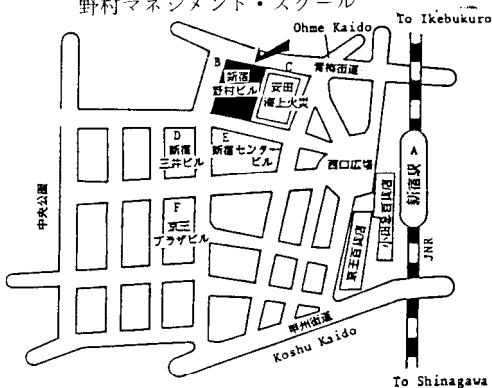 野村マネジメント・スクール
To Ikebukuro
Ohme Kaido
青梅街道
B
新宿
野村ビル
C
安田
海上火災
D
新宿
三井ビル
E
新宿センター
ビル
西口広場
A
新宿駅
小田急百貨店
京王百貨店
JNR
中央公園
F
京三
プラザビル
甲州街道
Koshu Kaido
To Shinagawa